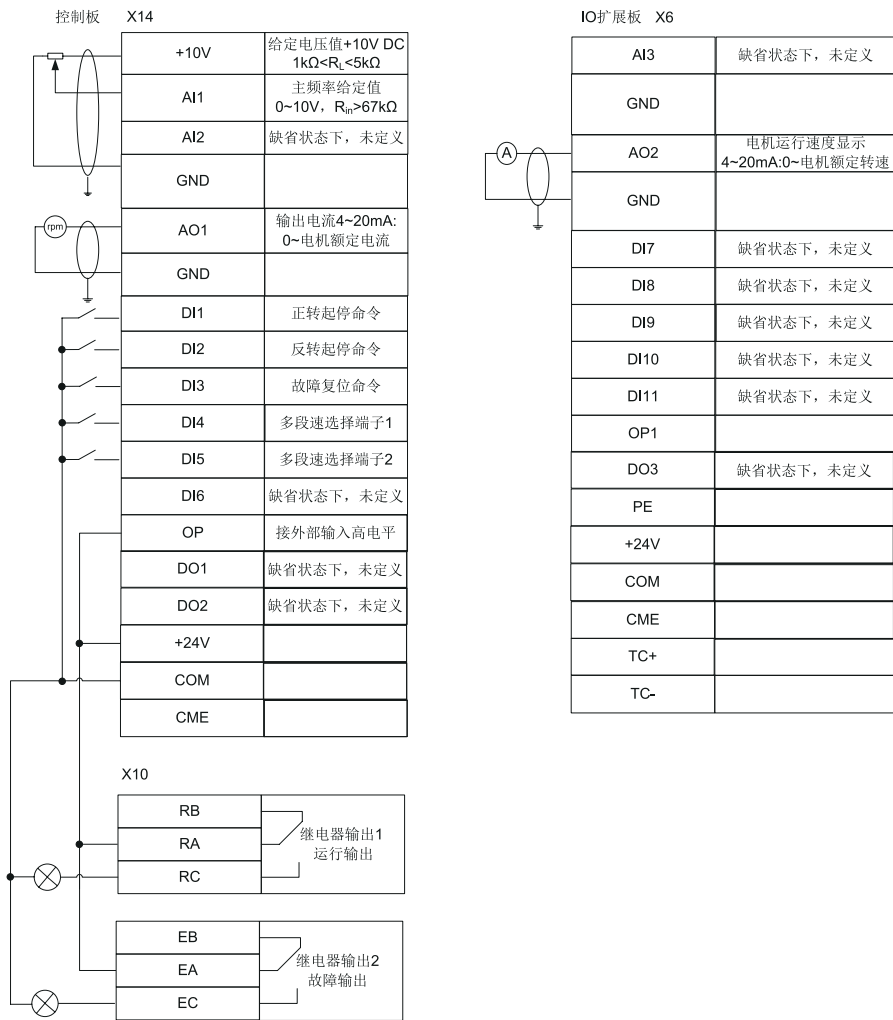 控制板 X14
+10V 给定电压值+10V DC
1kΩ<RL<5kΩ
AI1 主频率给定值
0~10V，Rin>67kΩ
AI2 缺省状态下，未定义
GND
rpm
AO1 输出电流4~20mA:
0~电机额定电流
GND
DI1 正转起停命令
DI2 反转起停命令
DI3 故障复位命令
DI4 多段速选择端子1
DI5 多段速选择端子2
DI6 缺省状态下，未定义
OP 接外部输入高电平
DO1 缺省状态下，未定义
DO2 缺省状态下，未定义
+24V
COM
CME
X10
RB
RA
RC
继电器输出1
运行输出
EB
EA
EC
继电器输出2
故障输出
IO扩展板 X6
AI3 缺省状态下，未定义
GND
A
AO2 电机运行速度显示
4~20mA:0~电机额定转速
GND
DI7 缺省状态下，未定义
DI8 缺省状态下，未定义
DI9 缺省状态下，未定义
DI10 缺省状态下，未定义
DI11 缺省状态下，未定义
OP1
DO3 缺省状态下，未定义
PE
+24V
COM
CME
TC+
TC-